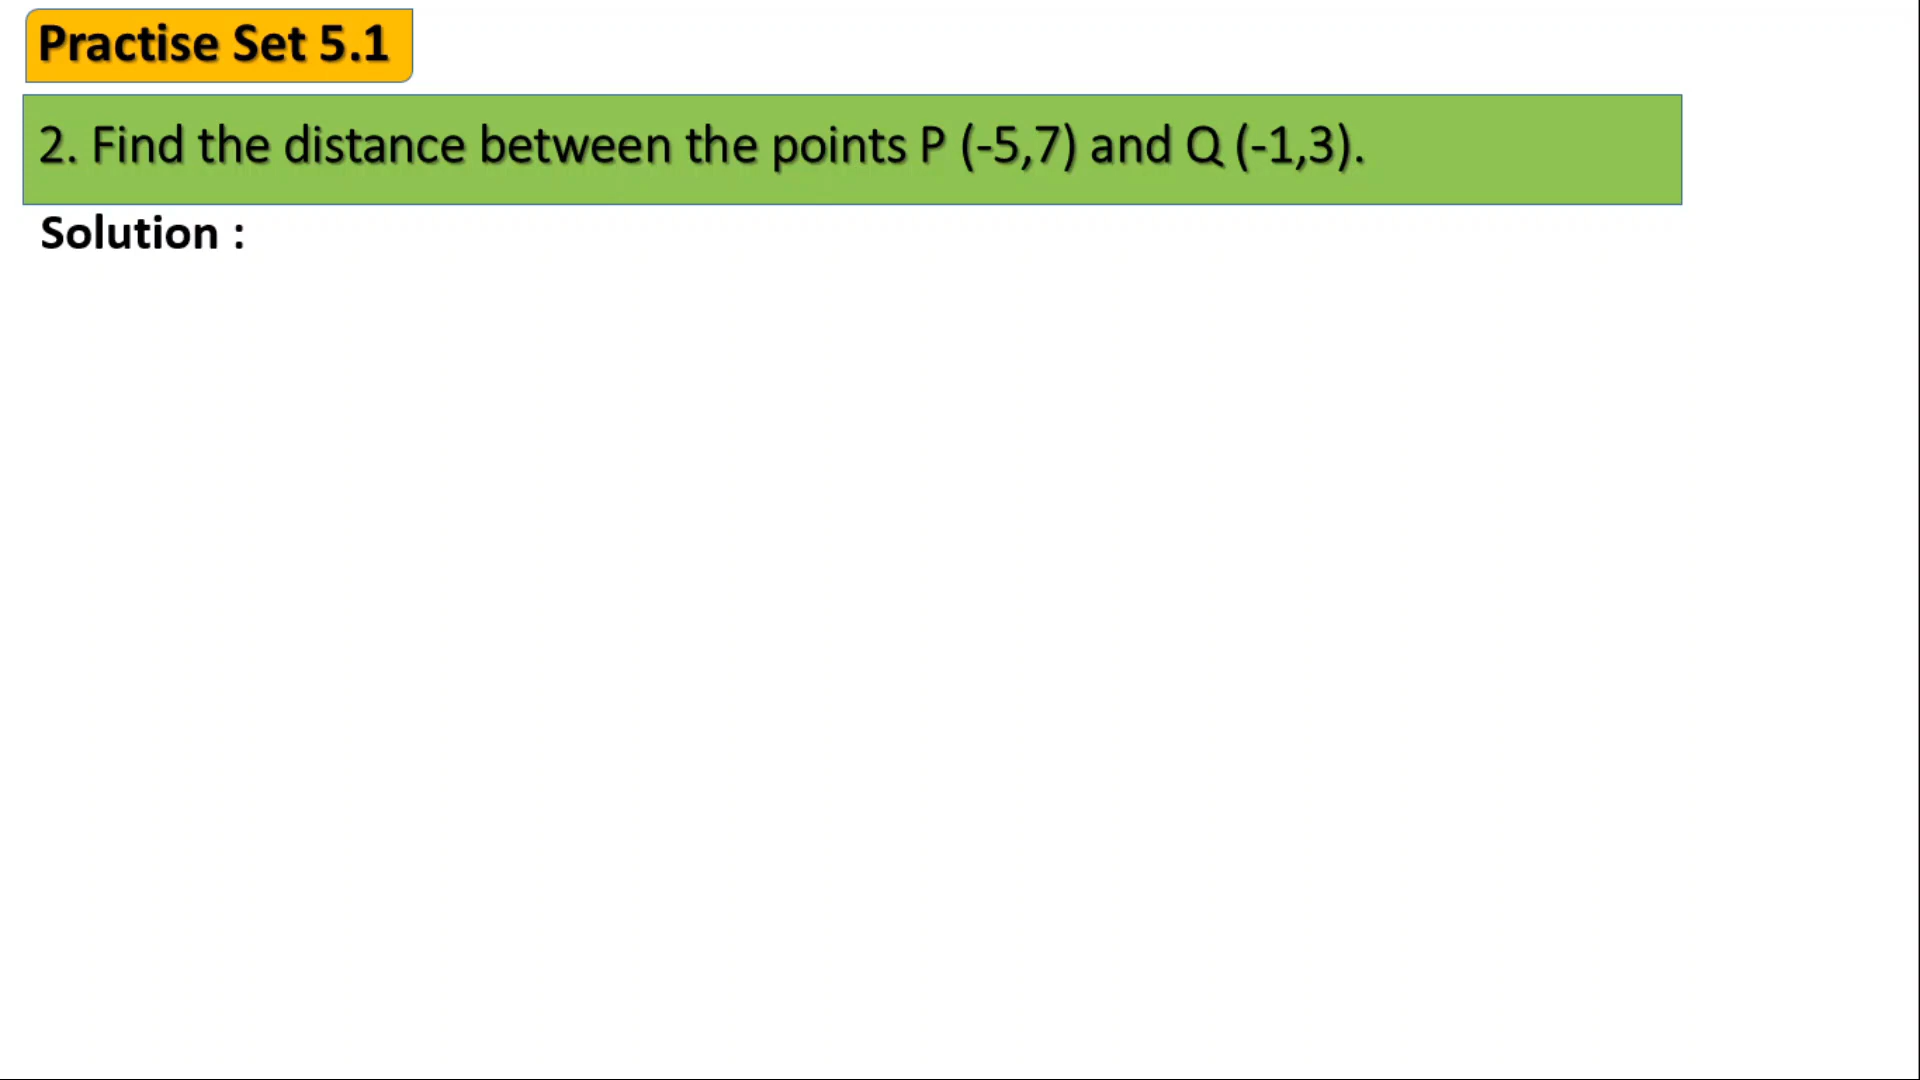 Practise Set 5.1
2. Find the distance between the points P (-5,7) and Q (-1,3).
Solution :